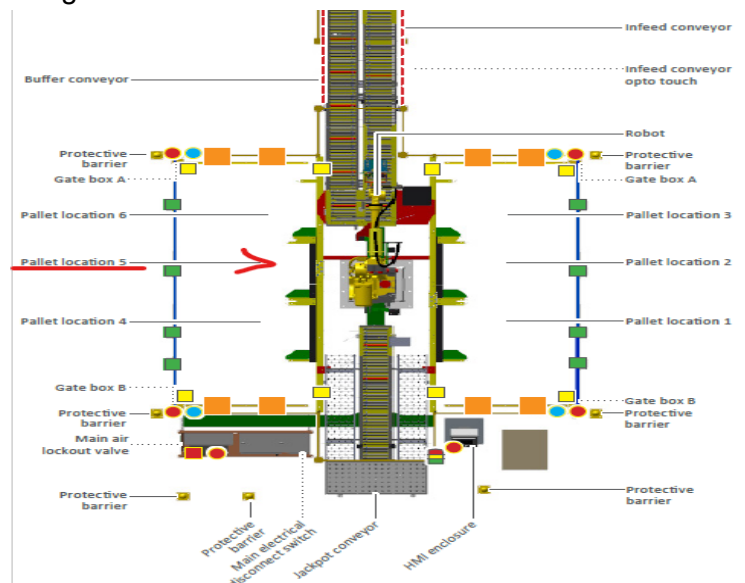 Infeed conveyor
Buffer conveyor
Infeed conveyor
opto touch
Robot
Protective
barrier
Protective
barrier
Gate box A
Gate box A
Pallet location 6
Pallet location 3
Pallet location 5
Pallet location 2
Pallet location 4
Pallet location 1
Gate box B
Gate box B
Protective
barrier
Protective
barrier
Main air
lockout valve
Protective
barrier
Protective
barrier
Protective
barrier
Main electrical
disconnect switch
Jackpot conveyor
HMI enclosure